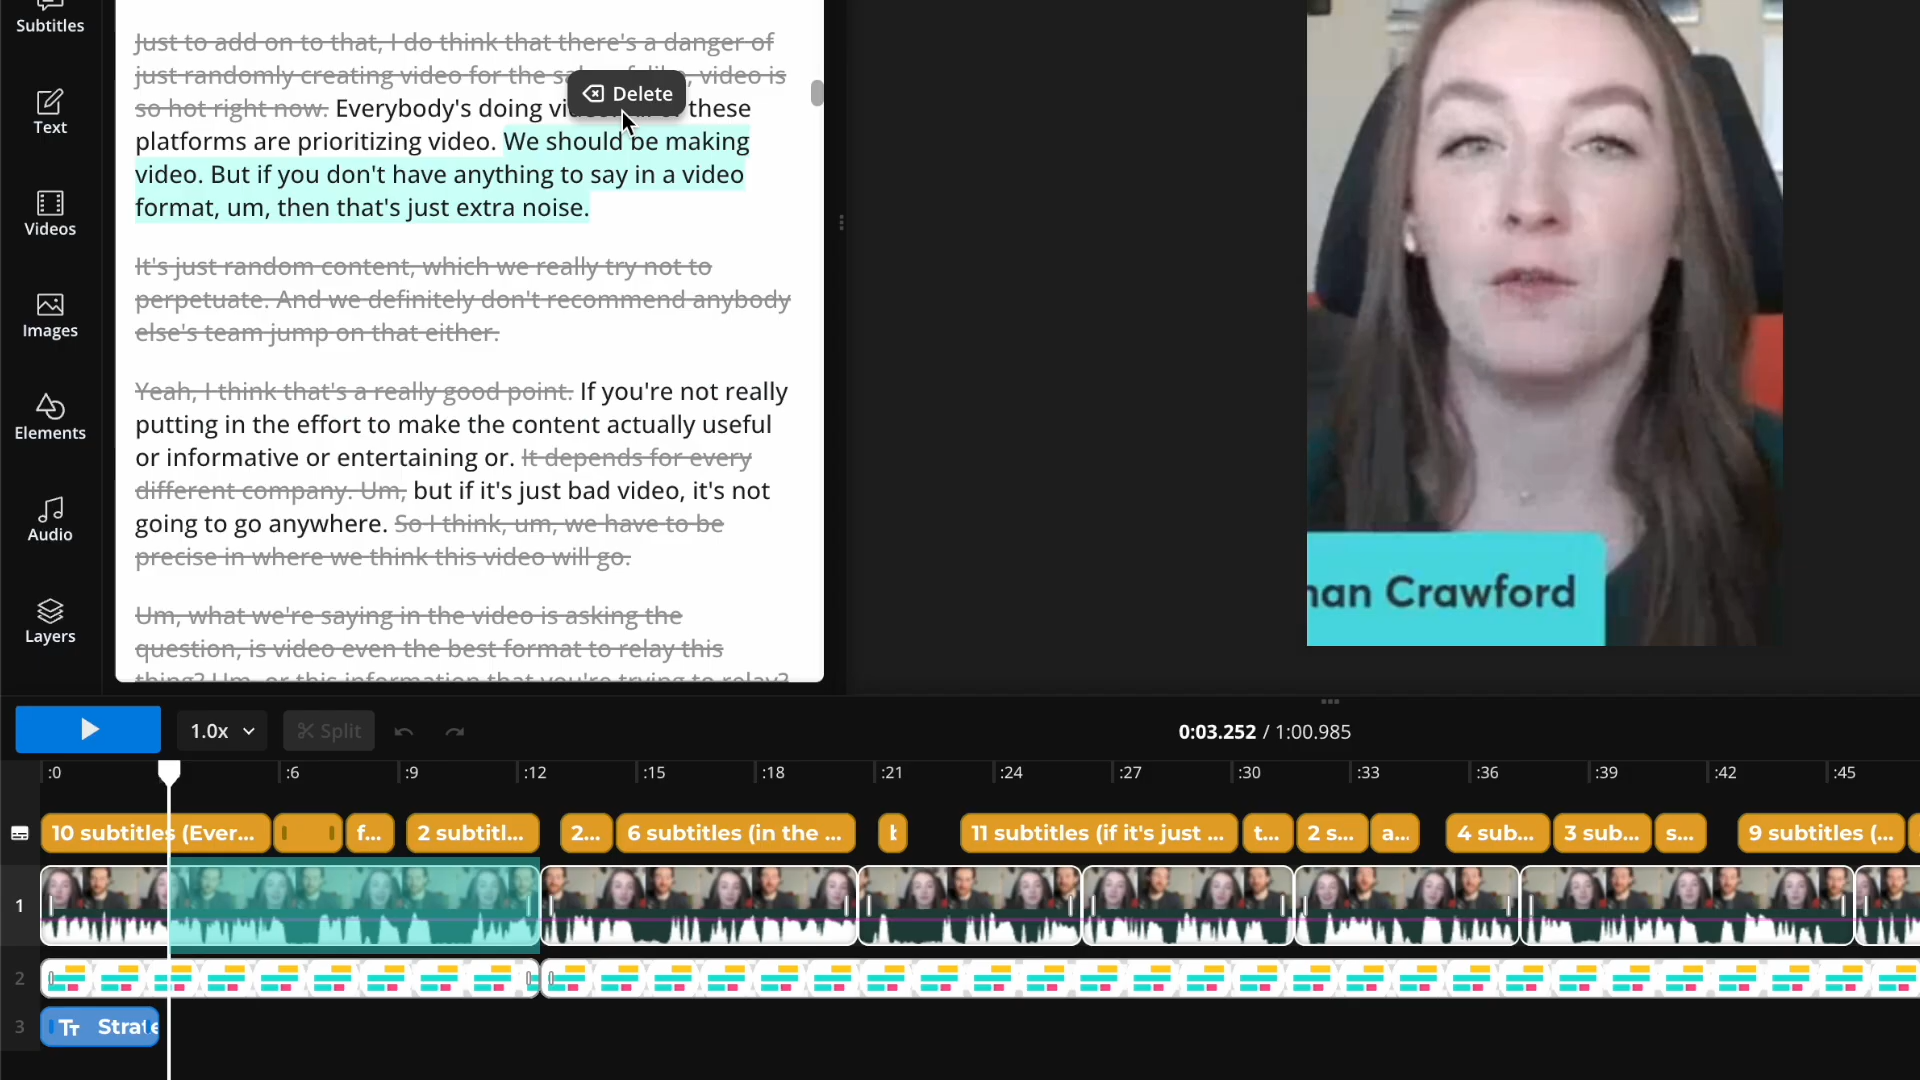 Subtitles
Text
Videos
Images
Elements
Audio
Layers
Just to add on to that, I do think that there's a danger of
just randomly creating video for the video is
so hot right now. Everybody's doing these
platforms are prioritizing video. We should be making
video. But if you don't have anything to say in a video
format, um, then that's just extra noise.
Delete
It's just random content, which we really try not to
perpetuate. And we definitely don't recommend anybody
else's team jump on that either.
Yeah, I think that's a really good point. If you're not really
putting in the effort to make the content actually useful
or informative or entertaining or. It depends for every
different company. Um, but if it's just bad video, it's not
going to go anywhere. So I think, um, we have to be
precise in where we think this video will go.
Um, what we're saying in the video is asking the
question, is video even the best format to relay this
thing? Um, or this information that you're trying to relay?
Crawford
1.0x
Split
0:03.252 / 1:00.985
:0 :6 :9 :12 :15 :18 :21 :24 :27 :30 :33 :36 :39 :42 :45
10 subtitles (Ever... f... 2 subtitl... 2... 6 subtitles (in the ... 11 subtitles (if it's just ... t... 2 s... a... 4 sub... 3 sub... s... 9 subtitles (...
1
2
3 Tт